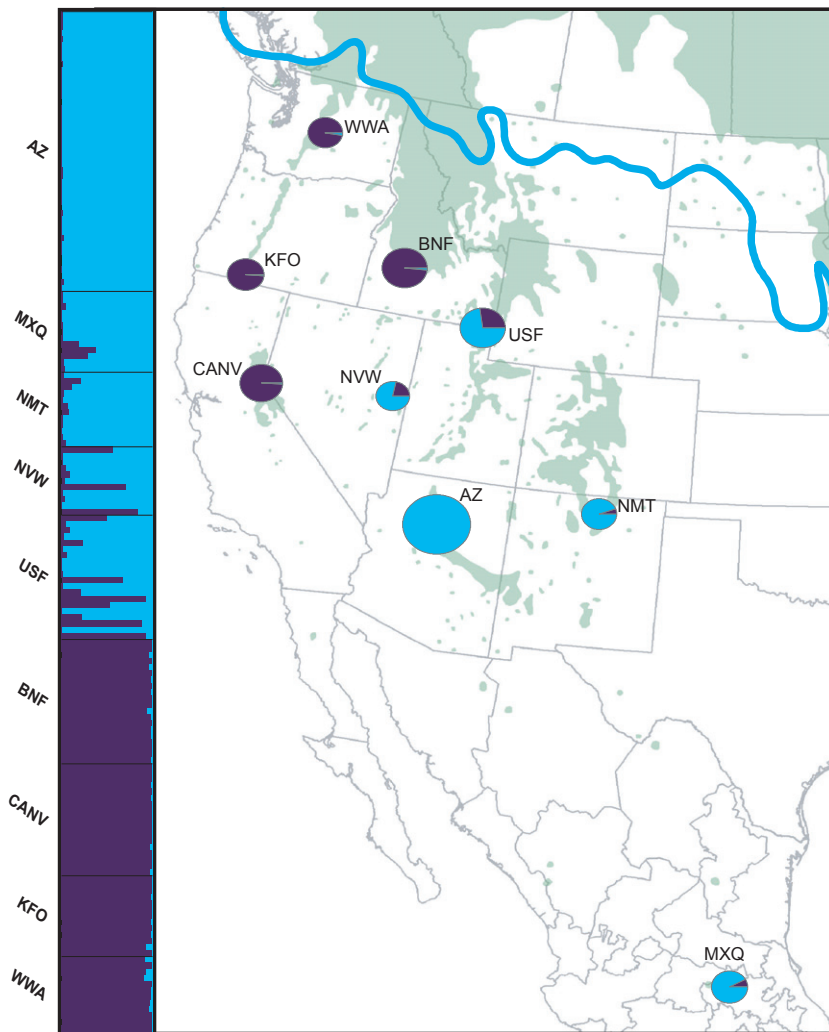 AZ
MXQ
NMT
NVW
USF
BNF
CANV
KFO
WWA
WWA
KFO
BNF
USF
CANV
NVW
AZ
NMT
MXQ